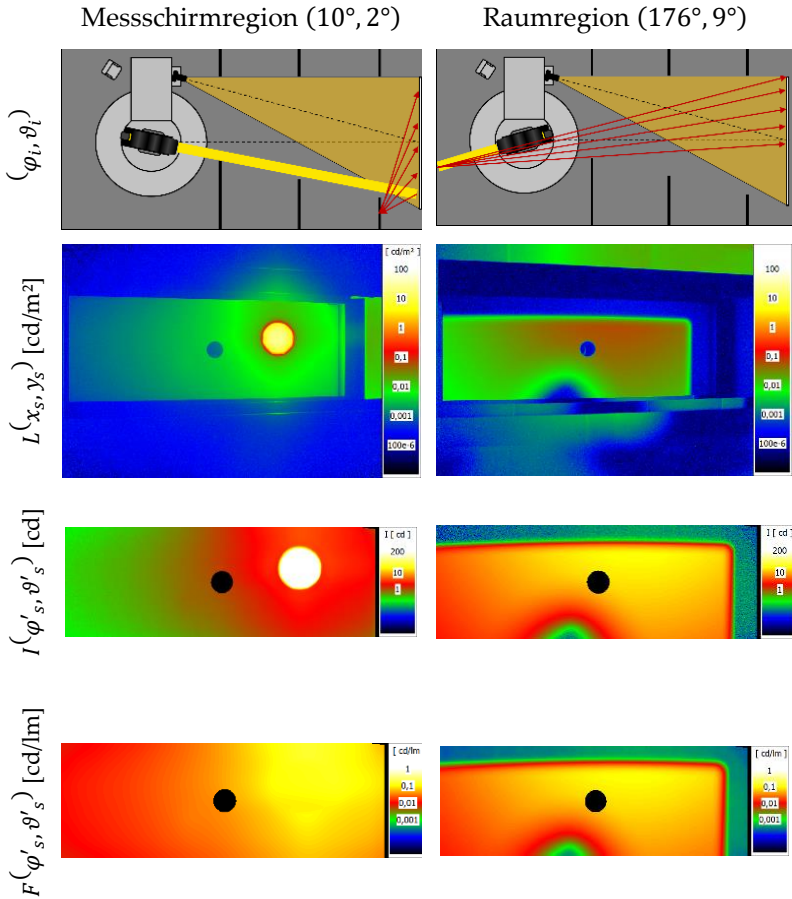 Messschirmregion (10°, 2°)
Raumregion (176°, 9°)
(φᵢ, ϑᵢ)
L(xₛ, yₛ) [cd/m²]
[ cd/m²]
100
10
1
0,1
0,01
0,001
100e-6
100
10
1
0,1
0,01
0,001
100e-6
I(φ'ₛ, ϑ'ₛ) [cd]
I [ cd ]
200
10
1
I [ cd ]
200
10
1
F(φ'ₛ, ϑ'ₛ) [cd/lm]
[ cd/lm
1
0,1
0,01
0,001
[ cd/lm
1
0,1
0,01
0,001